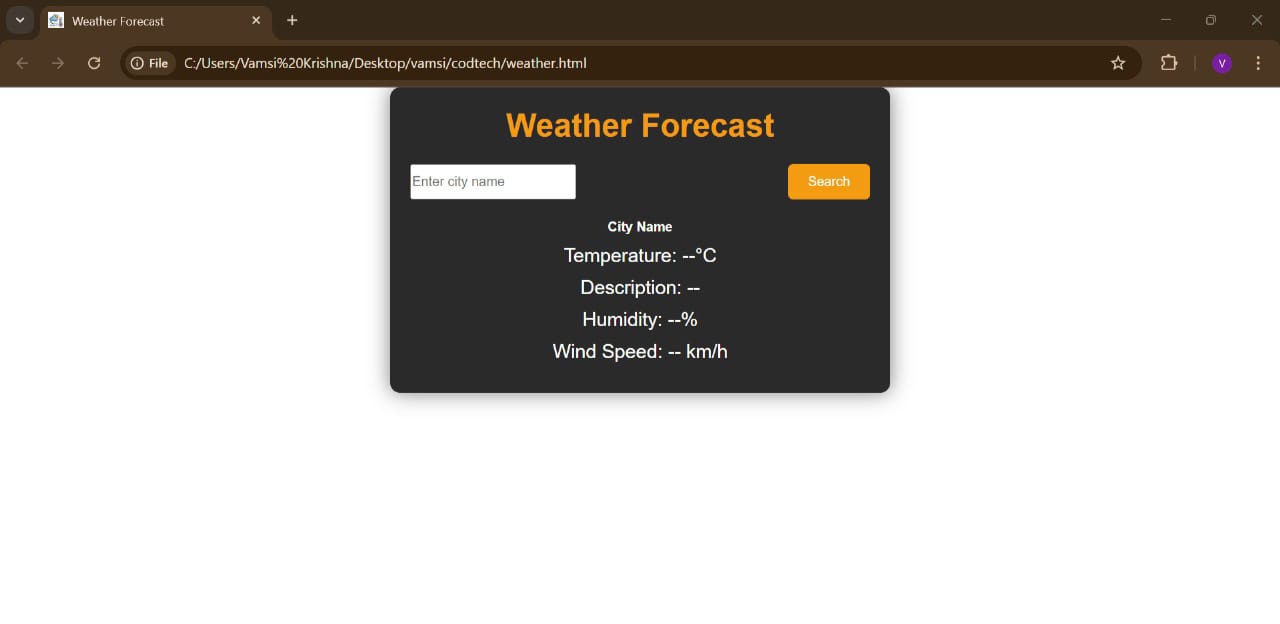 Weather Forecast
File C:/Users/Vamsi%20Krishna/Desktop/vamsi/codtech/weather.html
V
Weather Forecast
Enter city name Search
City Name
Temperature: --°C
Description: --
Humidity: --%
Wind Speed: -- km/h